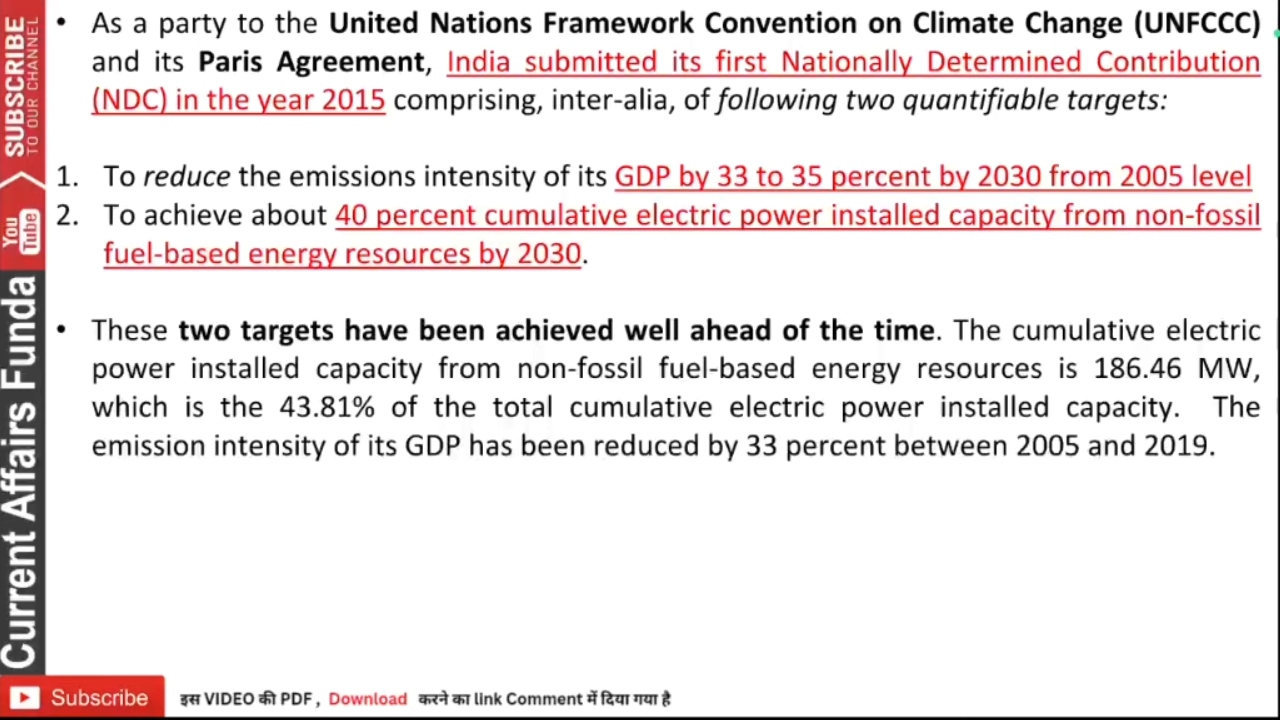 • As a party to the United Nations Framework Convention on Climate Change (UNFCCC)
and its Paris Agreement, India submitted its first Nationally Determined Contribution
(NDC) in the year 2015 comprising, inter-alia, of following two quantifiable targets:
1. To reduce the emissions intensity of its GDP by 33 to 35 percent by 2030 from 2005 level
2. To achieve about 40 percent cumulative electric power installed capacity from non-fossil
fuel-based energy resources by 2030.
• These two targets have been achieved well ahead of the time. The cumulative electric
power installed capacity from non-fossil fuel-based energy resources is 186.46 MW,
which is the 43.81% of the total cumulative electric power installed capacity. The
emission intensity of its GDP has been reduced by 33 percent between 2005 and 2019.
SUBSCRIBE
TO OUR CHANNEL
You
Tube
Current Affairs Funda
Subscribe
इस VIDEO की PDF , Download करने का link Comment में दिया गया है